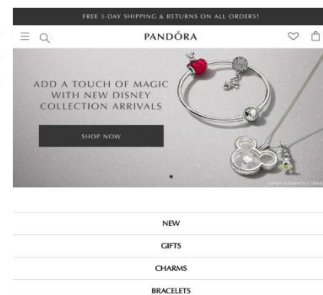 FREE 3-DAY SHIPPING & RETURNS ON ALL ORDERS!
PANDÓRA
ADD A TOUCH OF MAGIC
WITH NEW DISNEY
COLLECTION ARRIVALS
SHOP NOW
NEW
GIFTS
CHARMS
BRACELETS